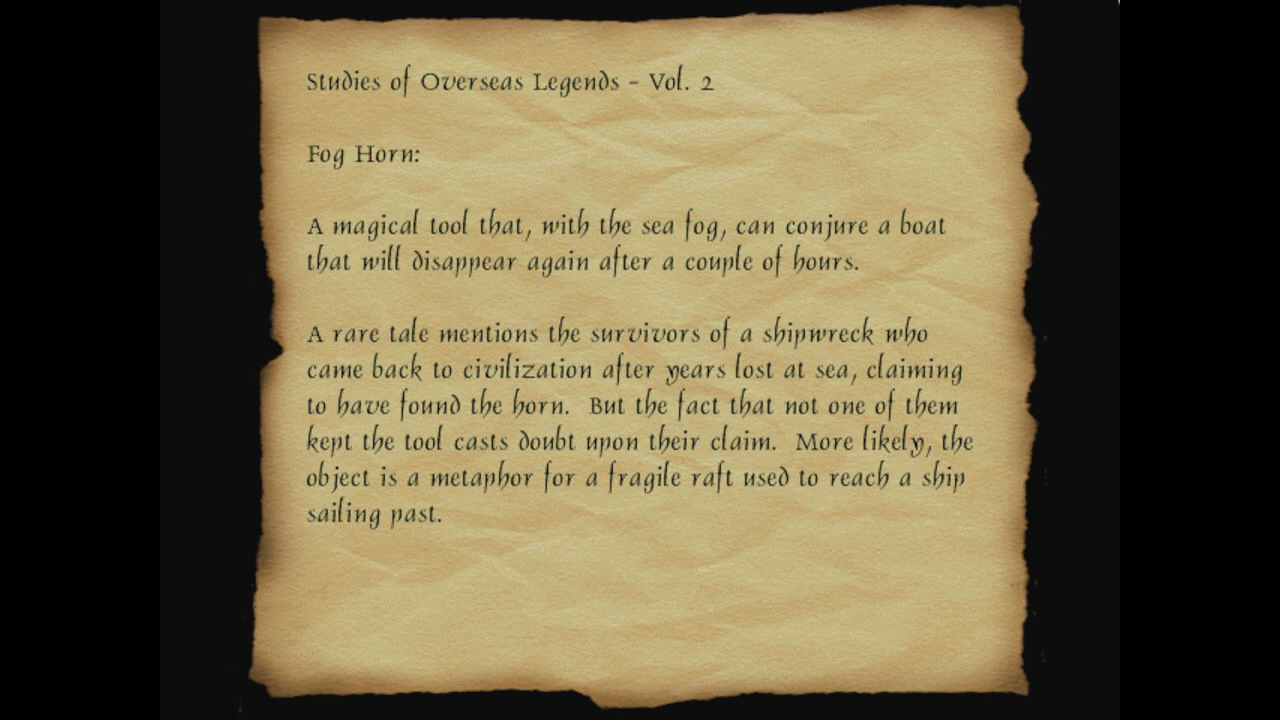 Studies of Overseas Legends - Vol. 2
Fog Horn:
A magical tool that, with the sea fog, can conjure a boat
that will disappear again after a couple of hours.
A rare tale mentions the survivors of a shipwreck who
came back to civilization after years lost at sea, claiming
to have found the horn.  But the fact that not one of them
kept the tool casts doubt upon their claim.  More likely, the
object is a metaphor for a fragile raft used to reach a ship
sailing past.